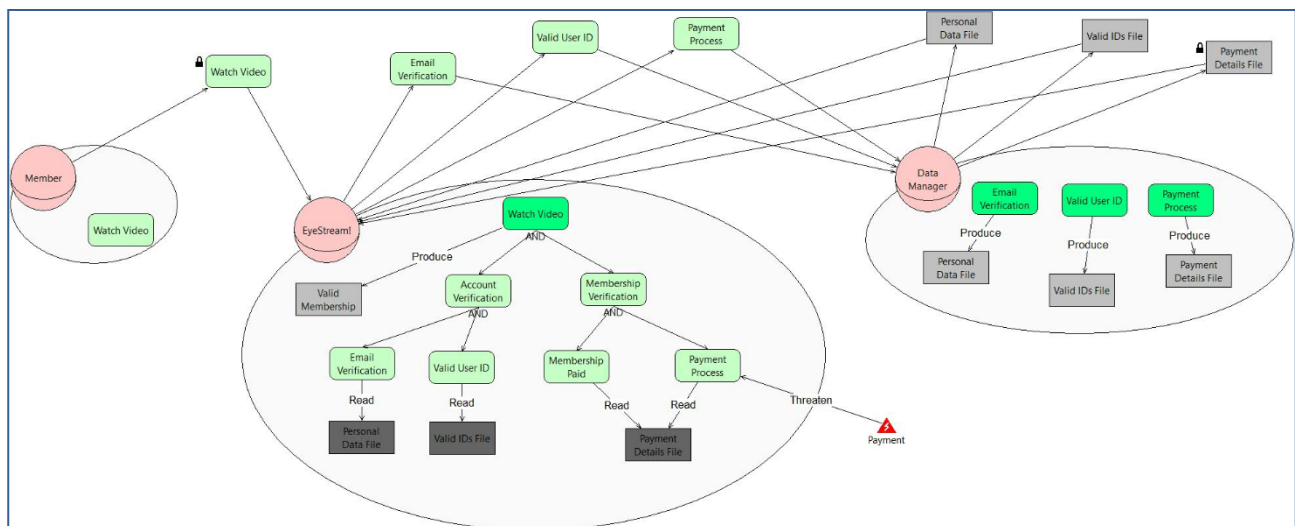 Watch Video
Email
Verification
Valid User ID
Payment
Process
Personal
Data File
Valid IDs File
Payment
Details File
Member
Watch Video
EyeStream!
Watch Video
AND
Produce
Valid
Membership
Account
Verification
AND
Membership
Verification
AND
Email
Verification
Valid User ID
Membership
Paid
Payment
Process
Read
Read
Read
Read
Personal
Data File
Valid IDs File
Payment
Details File
Threaten
Payment
Data
Manager
Email
Verification
Valid User ID
Payment
Process
Produce
Produce
Produce
Personal
Data File
Valid IDs File
Payment
Details File